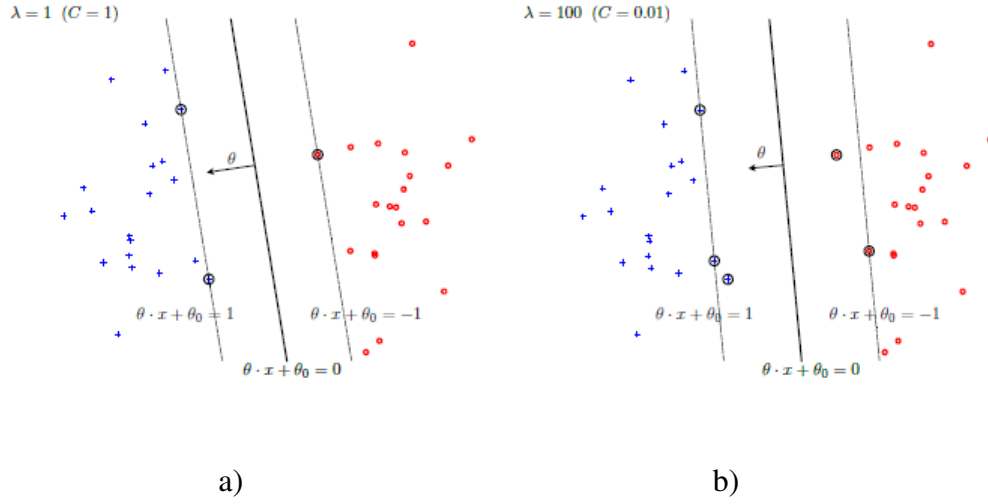 λ = 1 (C = 1)
θ
θ · x + θ₀ = 1
θ · x + θ₀ = −1
θ · x + θ₀ = 0
a)
λ = 100 (C = 0.01)
θ
θ · x + θ₀ = 1
θ · x + θ₀ = −1
θ · x + θ₀ = 0
b)